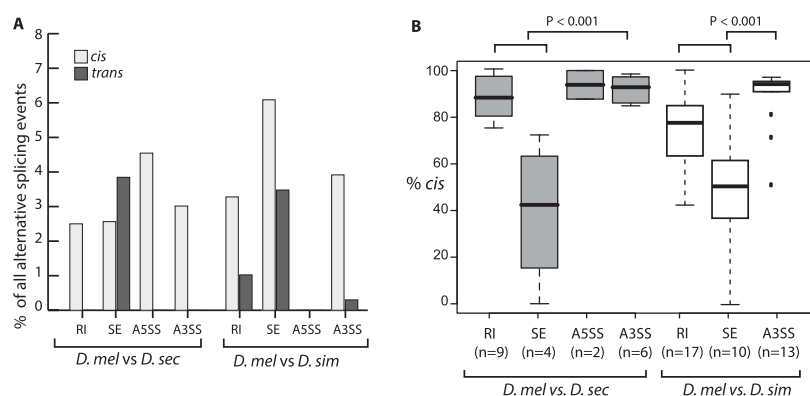 A
% of all alternative splicing events
8
7
6
5
4
3
2
1
0
cis
trans
RI SE A5SS A3SS RI SE A5SS A3SS
D. mel vs D. sec D. mel vs D. sim
B
P < 0.001 P < 0.001
% cis
100
80
60
40
20
0
RI SE A5SS A3SS RI SE A3SS
(n=9) (n=4) (n=2) (n=6) (n=17) (n=10) (n=13)
D. mel vs. D. sec D. mel vs. D. sim